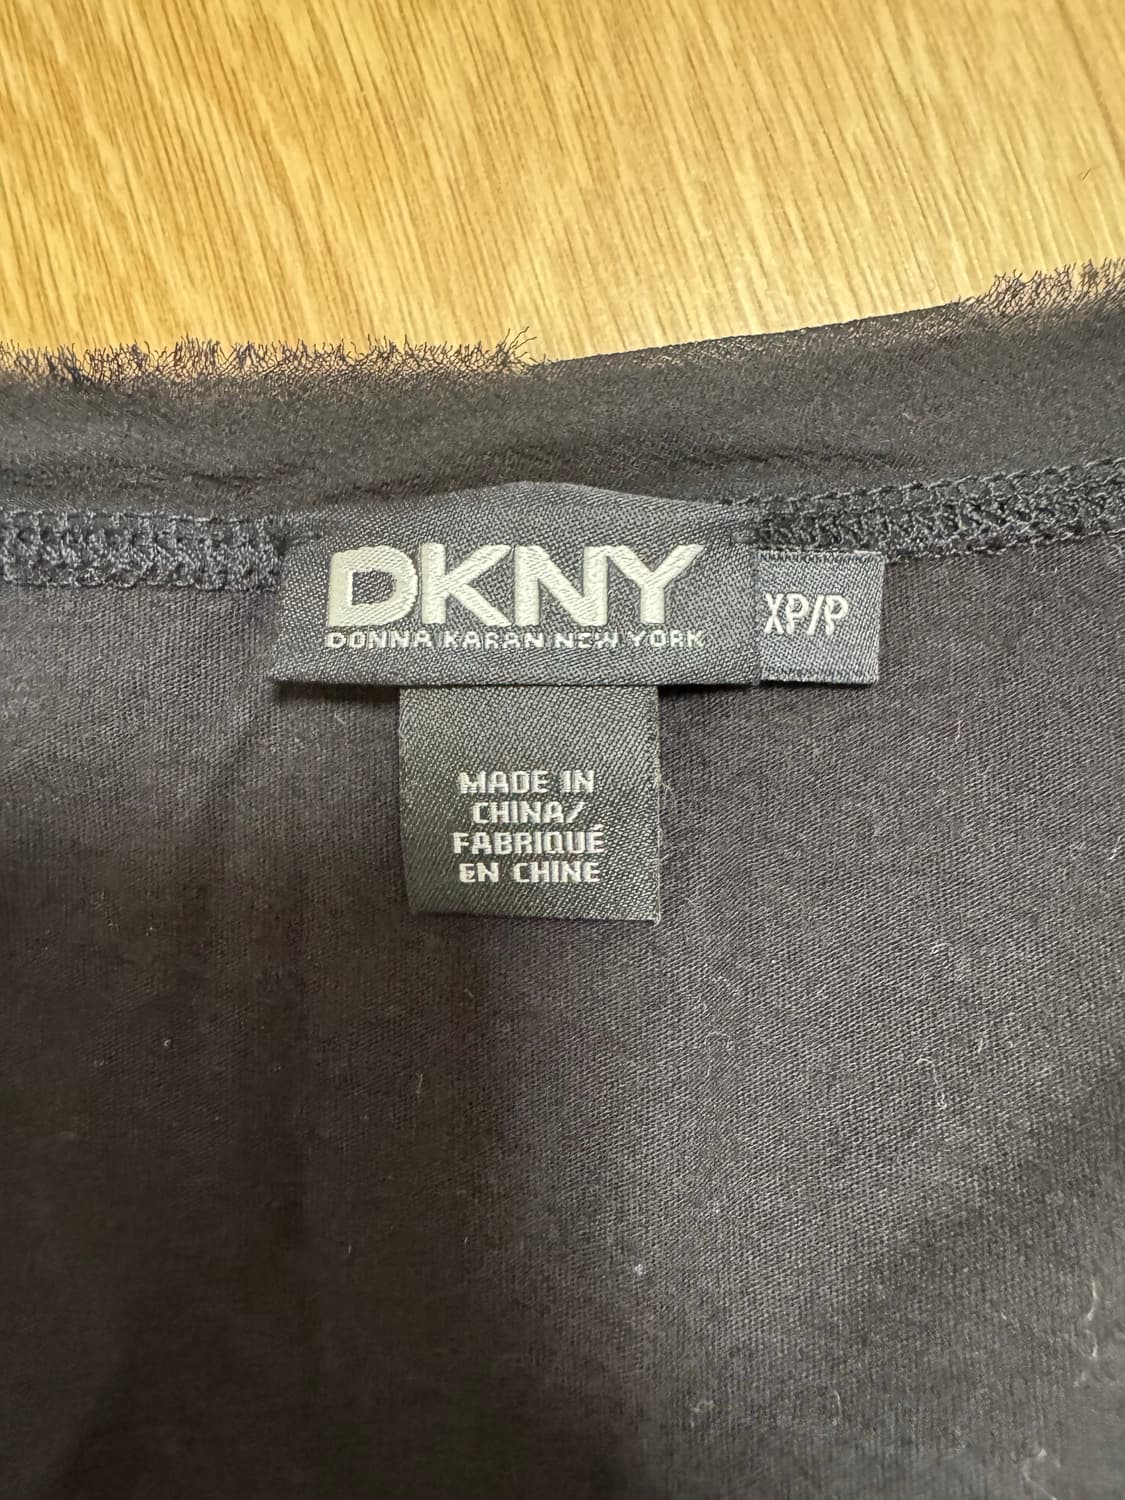 DKNY
DONNA KARAN NEW YORK
XP/P
MADE IN
CHINA/
FABRIQUÉ
EN CHINE